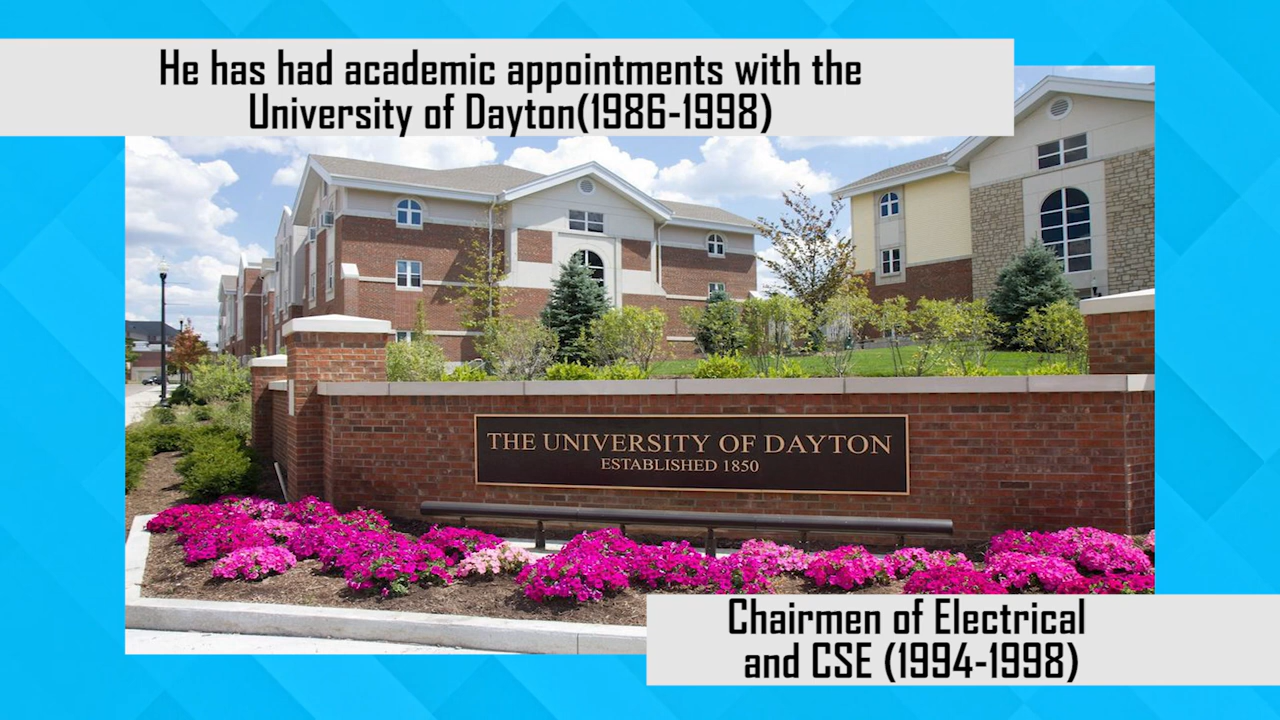 He has had academic appointments with the
University of Dayton(1986-1998)
THE UNIVERSITY OF DAYTON
ESTABLISHED 1850
Chairmen of Electrical
and CSE (1994-1998)